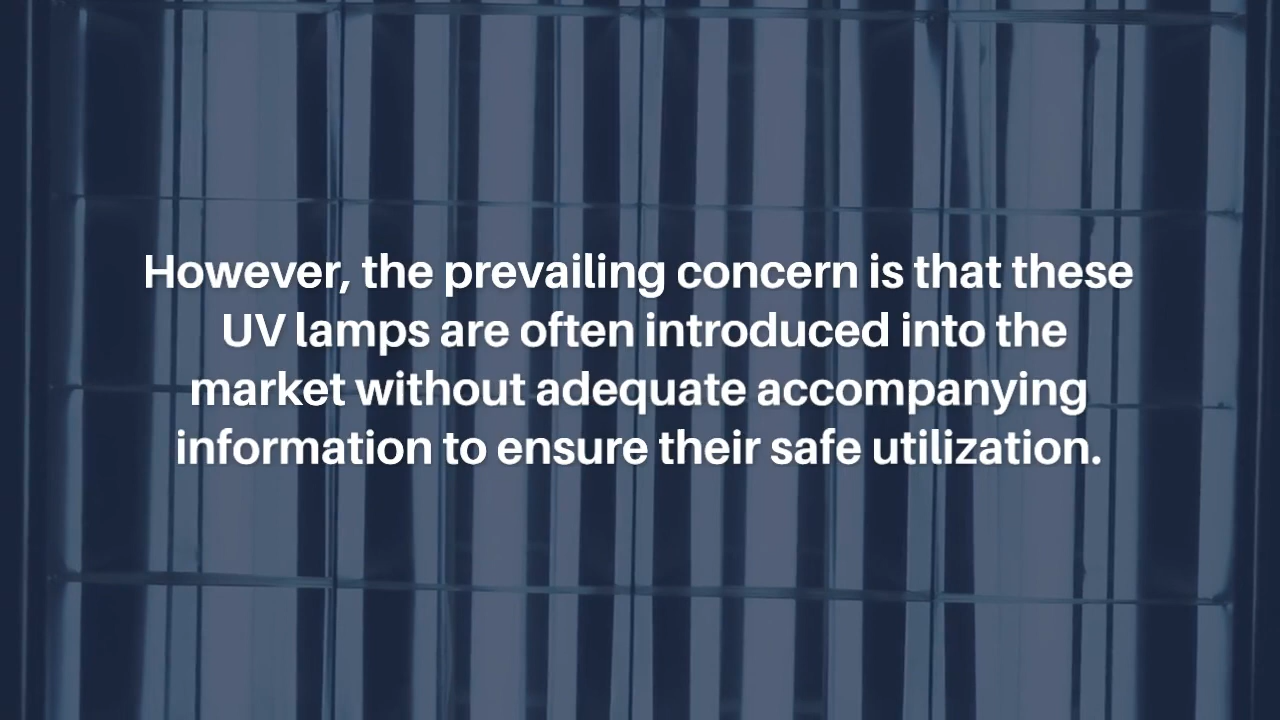 However, the prevailing concern is that these
UV lamps are often introduced into the
market without adequate accompanying
information to ensure their safe utilization.